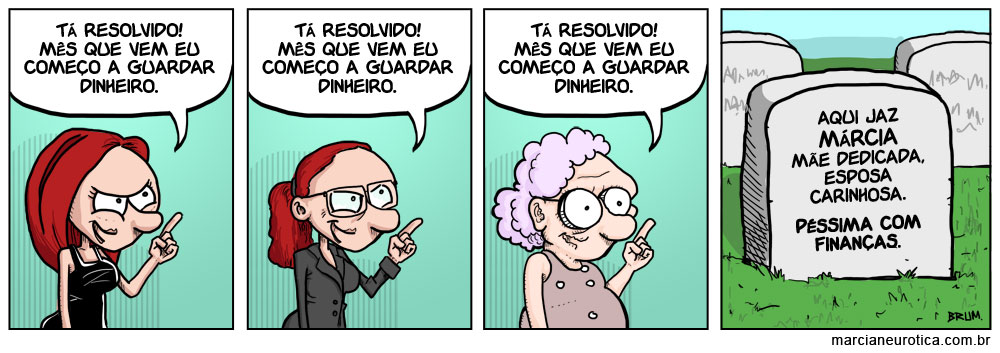 TÁ RESOLVIDO!
MÊS QUE VEM EU
COMEÇO A GUARDAR
DINHEIRO.
TÁ RESOLVIDO!
MÊS QUE VEM EU
COMEÇO A GUARDAR
DINHEIRO.
TÁ RESOLVIDO!
MÊS QUE VEM EU
COMEÇO A GUARDAR
DINHEIRO.
AQUI JAZ
MÁRCIA
MÃE DEDICADA,
ESPOSA
CARINHOSA.
PÉSSIMA COM
FINANÇAS.
BRUM.
marcianeurotica.com.br